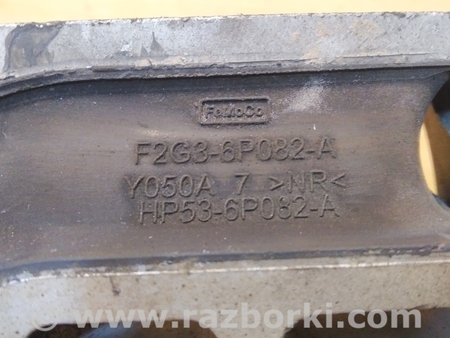 FoMoCo
F2G3-6P082-A
Y050A 7 >NR<
HP53-6P082-A
© www.razborki.com